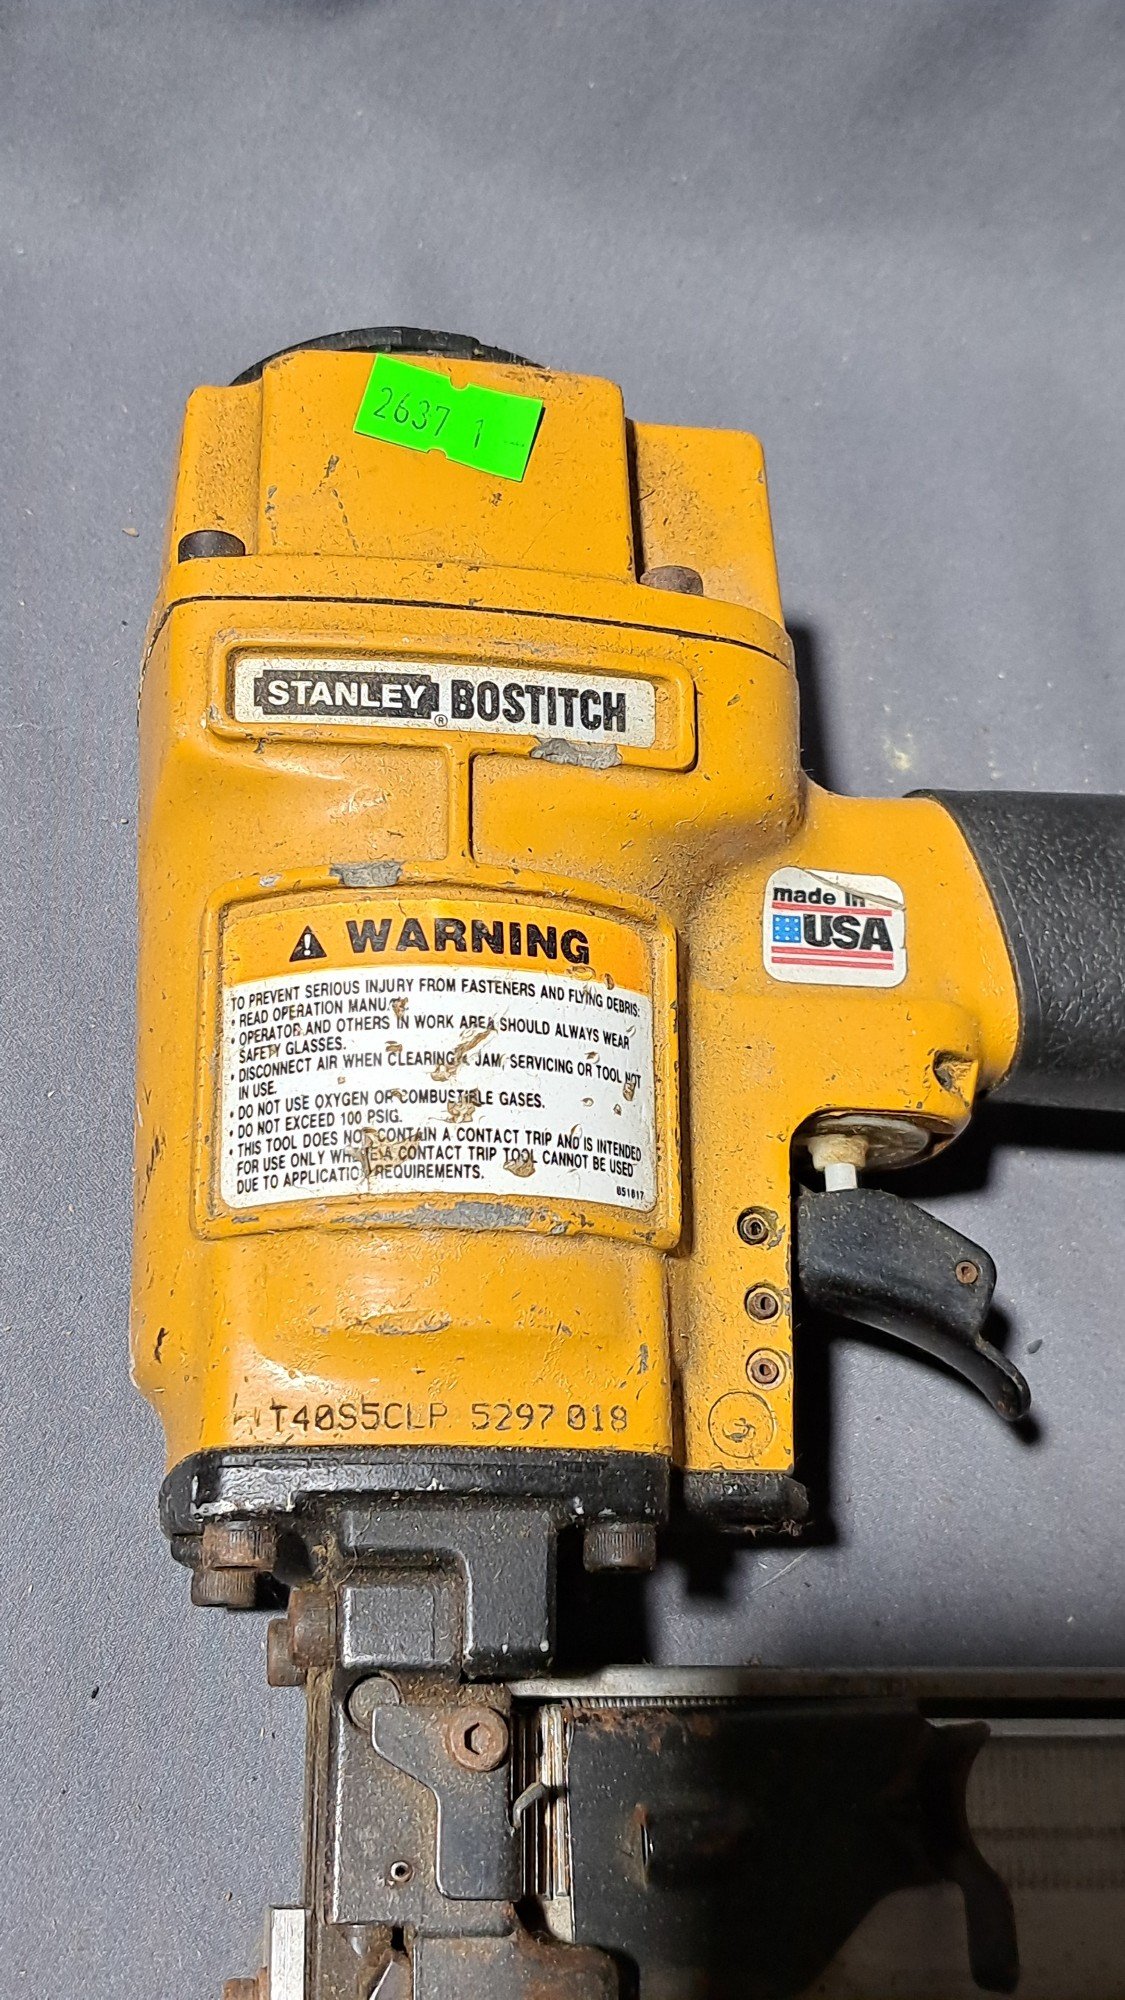 2637 1
STANLEY® BOSTITCH
made in
USA
⚠ WARNING
TO PREVENT SERIOUS INJURY FROM FASTENERS AND FLYING DEBRIS:
• READ OPERATION MANU
• OPERATOR AND OTHERS IN WORK AREA SHOULD ALWAYS WEAR
SAFETY GLASSES.
• DISCONNECT AIR WHEN CLEARING A JAM, SERVICING OR TOOL NOT
IN USE.
• DO NOT USE OXYGEN OR COMBUSTIBLE GASES.
• DO NOT EXCEED 100 PSIG.
• THIS TOOL DOES NOT CONTAIN A CONTACT TRIP AND IS INTENDED
FOR USE ONLY WHERE A CONTACT TRIP TOOL CANNOT BE USED
DUE TO APPLICATION REQUIREMENTS.
851817
T40S5CLP 5297 018